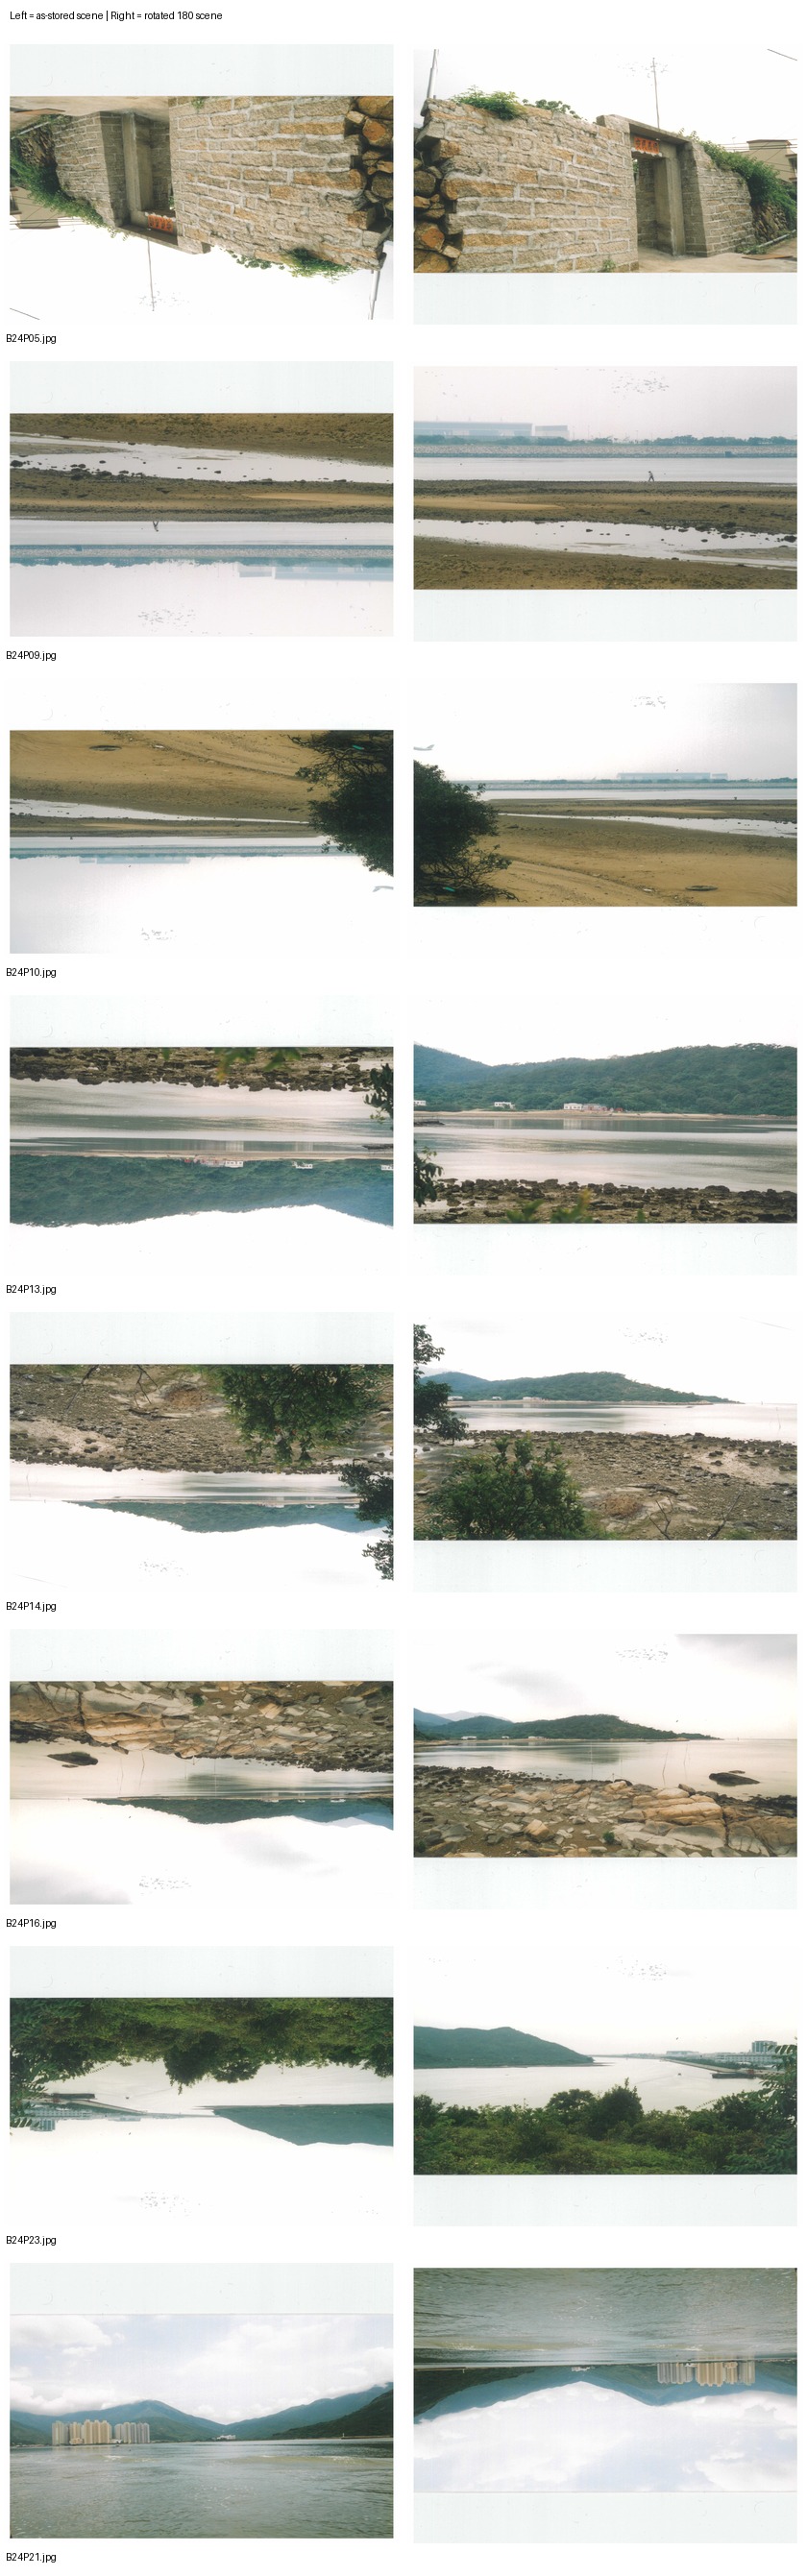 Left = as-stored scene | Right = rotated 180 scene
B24P05.jpg
B24P09.jpg
B24P10.jpg
B24P13.jpg
B24P14.jpg
B24P16.jpg
B24P23.jpg
B24P21.jpg